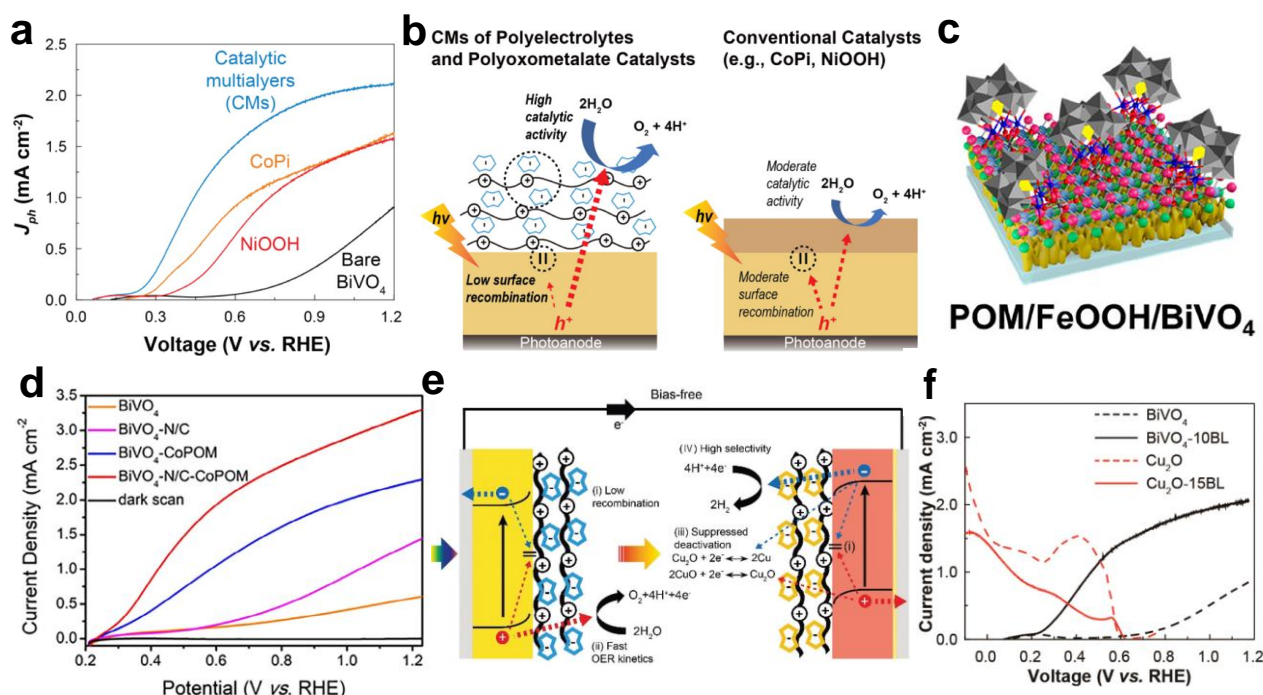 a
2.5
2.0
1.5
1.0
0.5
0.0
J_ph (mA cm⁻²)
Catalytic
multialyers
(CMs)
CoPi
NiOOH
Bare
BiVO₄
0.0 0.3 0.6 0.9 1.2
Voltage (V vs. RHE)
b
CMs of Polyelectrolytes
and Polyoxometalate Catalysts
High
catalytic
activity
2H₂O
O₂ + 4H⁺
hν
Low surface
recombination
h⁺
Photoanode
Conventional Catalysts
(e.g., CoPi, NiOOH)
Moderate
catalytic
activity
2H₂O
O₂ + 4H⁺
hν
Moderate
surface
recombination
h⁺
Photoanode
c
POM/FeOOH/BiVO₄
d
3.5
3.0
2.5
2.0
1.5
1.0
0.5
0.0
Current Density (mA cm⁻²)
BiVO₄
BiVO₄-N/C
BiVO₄-CoPOM
BiVO₄-N/C-CoPOM
dark scan
0.2 0.4 0.6 0.8 1.0 1.2
Potential (V vs. RHE)
e
Bias-free
e⁻
(i) Low
recombination
O₂+4H⁺+4e⁻
2H₂O
(ii) Fast
OER kinetics
(IV) High selectivity
4H⁺+4e⁻
2H₂
(iii) Suppressed
deactivation
Cu₂O + 2e⁻ ↔ 2Cu
2CuO + 2e⁻ ↔ Cu₂O
(i)
f
3.0
2.0
1.0
0.0
Current density (mA cm⁻²)
BiVO₄
BiVO₄-10BL
Cu₂O
Cu₂O-15BL
0.0 0.2 0.4 0.6 0.8 1.0 1.2
Voltage (V vs. RHE)